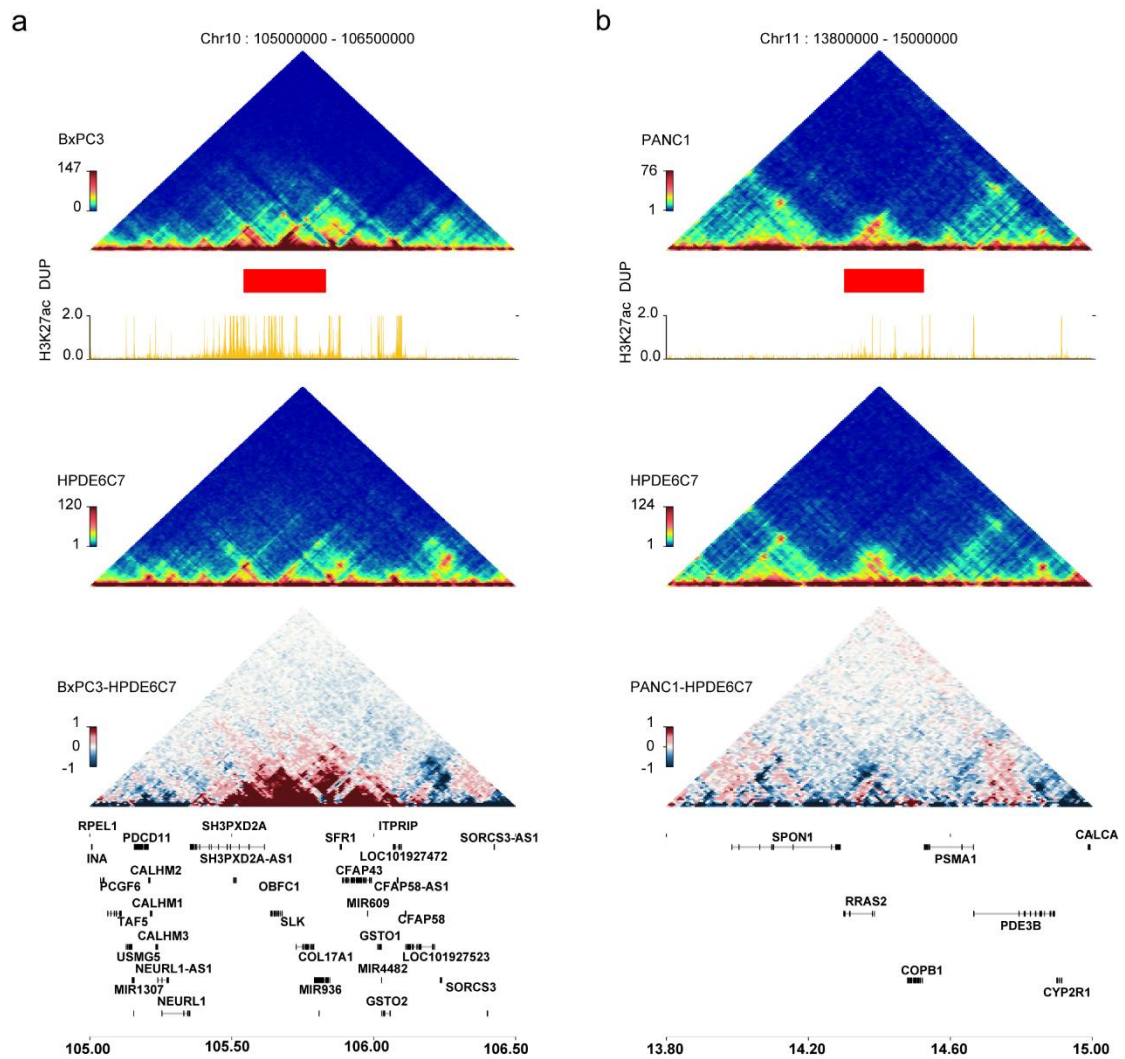 a
Chr10 : 105000000 - 106500000
BxPC3
147
0
DUP
H3K27ac
2.0
0.0
HPDE6C7
120
1
BxPC3-HPDE6C7
1
0
-1
RPEL1
SH3PXD2A
ITPRIP
PDCD11
SFR1
SORCS3-AS1
INA
SH3PXD2A-AS1
LOC101927472
CALHM2
CFAP43
PCGF6
OBFC1
CFAP58-AS1
CALHM1
MIR609
TAF5
SLK
CFAP58
CALHM3
GSTO1
USMG5
COL17A1
LOC101927523
NEURL1-AS1
MIR4482
MIR1307
MIR936
SORCS3
NEURL1
GSTO2
105.00
105.50
106.00
106.50
b
Chr11 : 13800000 - 15000000
PANC1
76
1
DUP
H3K27ac
2.0
0.0
HPDE6C7
124
1
PANC1-HPDE6C7
1
0
-1
SPON1
CALCA
PSMA1
RRAS2
PDE3B
COPB1
CYP2R1
13.80
14.20
14.60
15.00